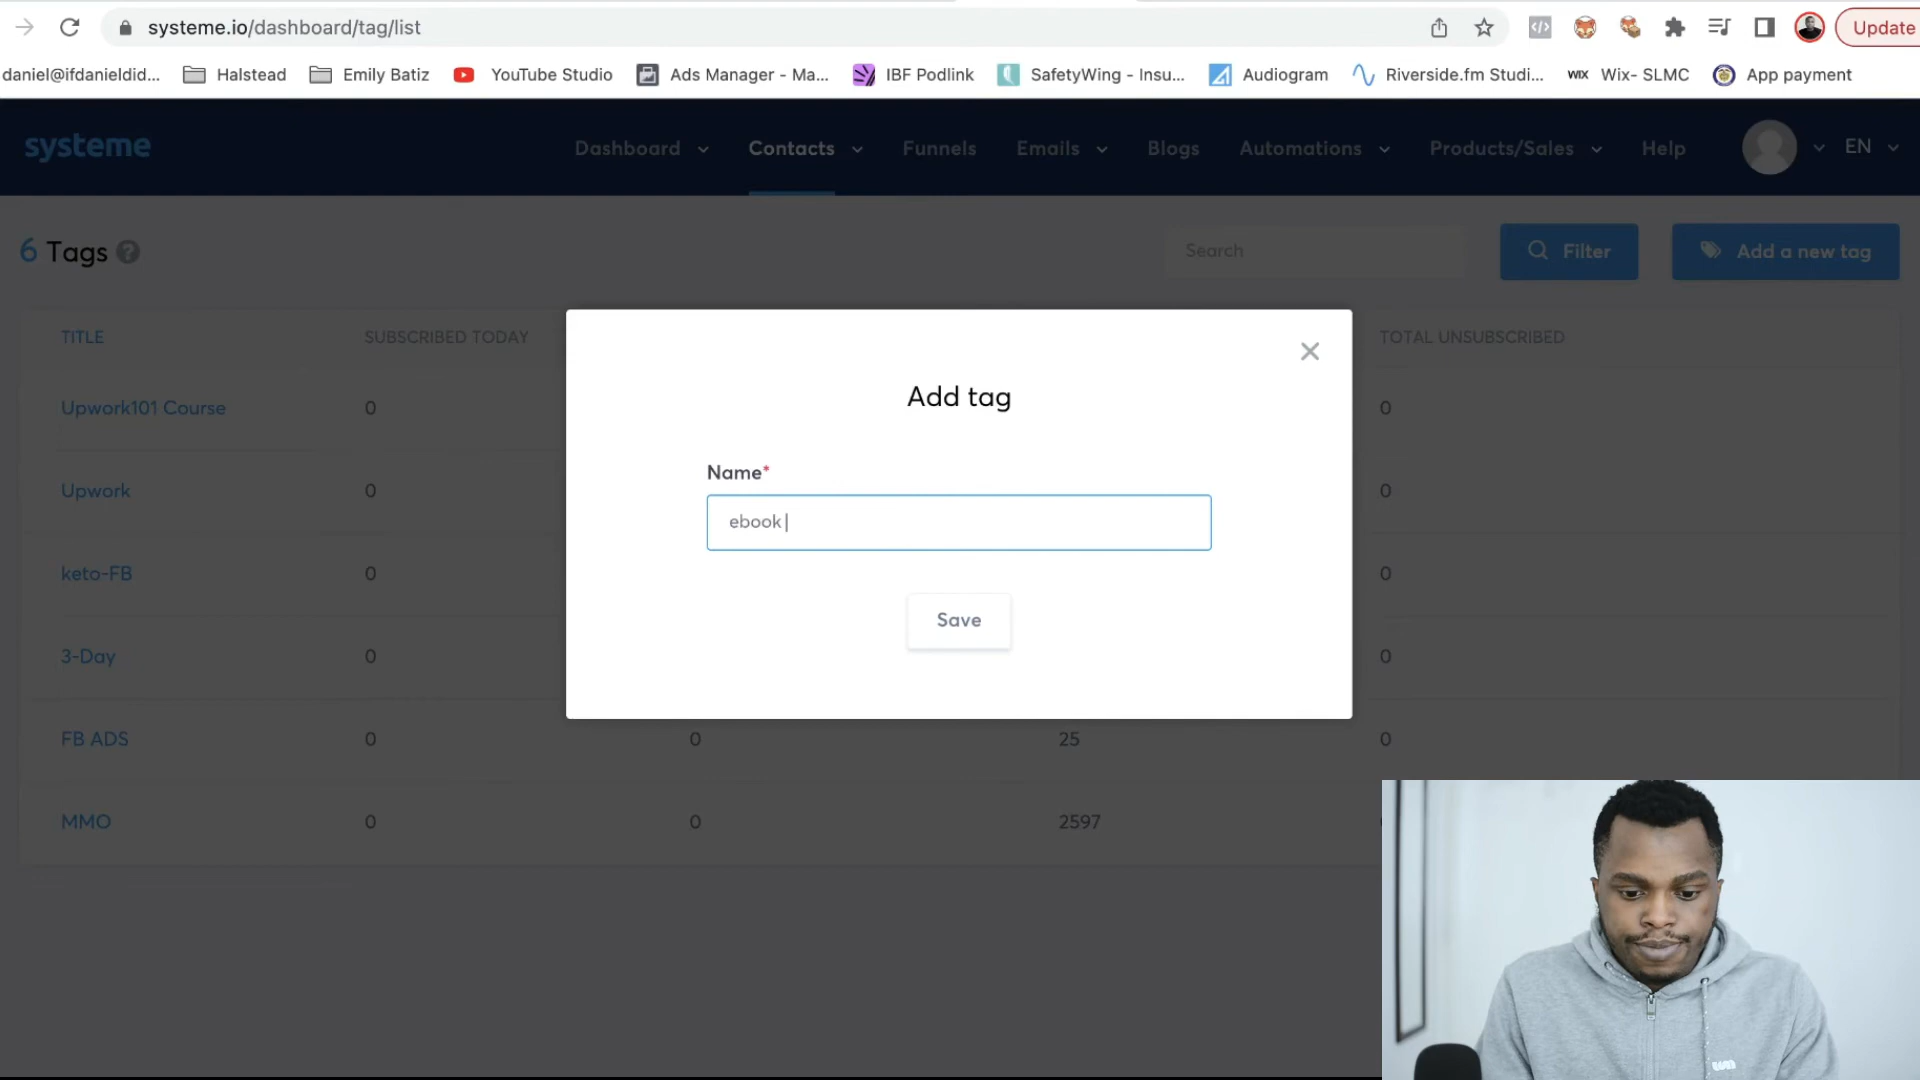 systeme.io/dashboard/tag/list
Update
daniel@ifdanieldid...
Halstead
Emily Batiz
YouTube Studio
Ads Manager - Ma...
IBF Podlink
SafetyWing - Insu...
Audiogram
Riverside.fm Studi...
WIX Wix- SLMC
App payment
systeme
Dashboard
Contacts
Funnels
Emails
Blogs
Automations
Products/Sales
Help
EN
6 Tags ?
Search
Filter
Add a new tag
TITLE
SUBSCRIBED TODAY
TOTAL UNSUBSCRIBED
Add tag
Name*
ebook
Save
Upwork101 Course 0 0
Upwork 0 0
keto-FB 0 0
3-Day 0 0
FB ADS 0 0 25 0
MMO 0 0 2597